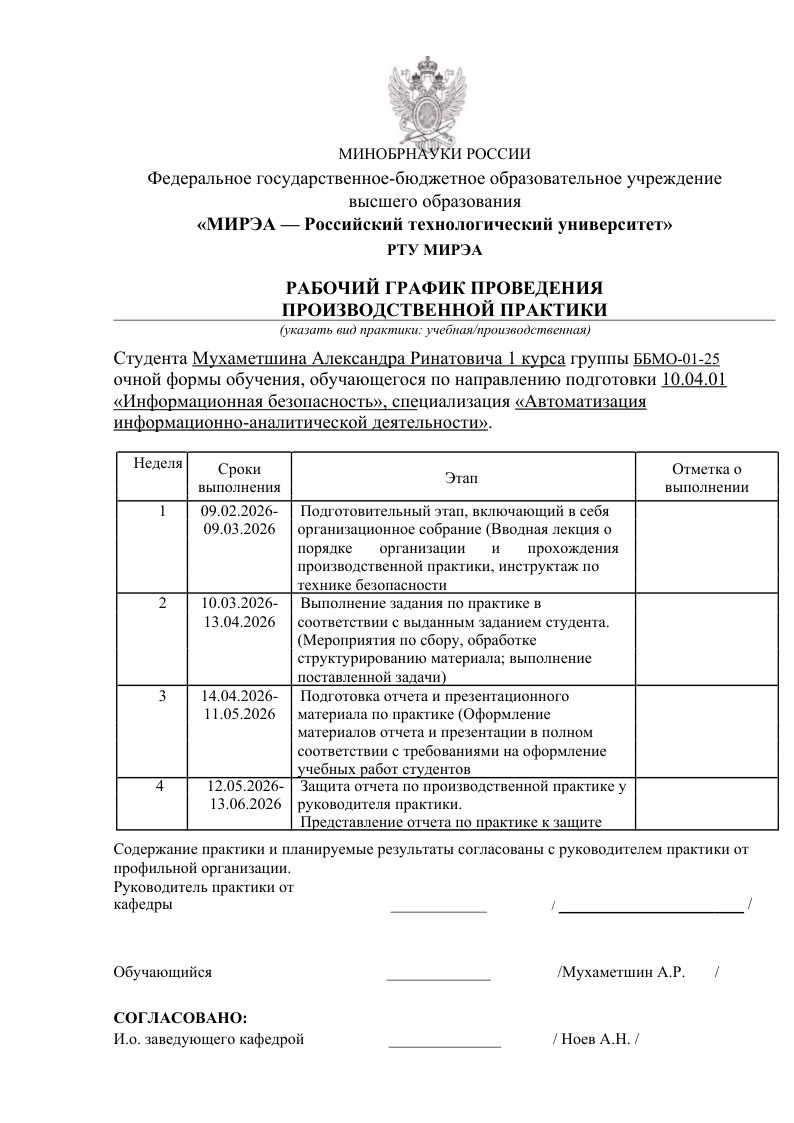 МИНОБРНАУКИ РОССИИ
Федеральное государственное-бюджетное образовательное учреждение
высшего образования
«МИРЭА — Российский технологический университет»
РТУ МИРЭА
РАБОЧИЙ ГРАФИК ПРОВЕДЕНИЯ
ПРОИЗВОДСТВЕННОЙ ПРАКТИКИ
(указать вид практики: учебная/производственная)
Студента Мухаметшина Александра Ринатовича 1 курса группы ББМО-01-25
очной формы обучения, обучающегося по направлению подготовки 10.04.01
«Информационная безопасность», специализация «Автоматизация
информационно-аналитической деятельности».
Неделя
Сроки
выполнения
Этап
Отметка о
выполнении
1
09.02.2026-
09.03.2026
Подготовительный этап, включающий в себя
организационное собрание (Вводная лекция о
порядке организации и прохождения
производственной практики, инструктаж по
технике безопасности
2
10.03.2026-
13.04.2026
Выполнение задания по практике в
соответствии с выданным заданием студента.
(Мероприятия по сбору, обработке
структурированию материала; выполнение
поставленной задачи)
3
14.04.2026-
11.05.2026
Подготовка отчета и презентационного
материала по практике (Оформление
материалов отчета и презентации в полном
соответствии с требованиями на оформление
учебных работ студентов
4
12.05.2026-
13.06.2026
Защита отчета по производственной практике у
руководителя практики.
Представление отчета по практике к защите
Содержание практики и планируемые результаты согласованы с руководителем практики от
профильной организации.
Руководитель практики от
кафедры ____________ / ____________ /
Обучающийся _____________ /Мухаметшин А.Р. /
СОГЛАСОВАНО:
И.о. заведующего кафедрой ______________ / Ноев А.Н. /